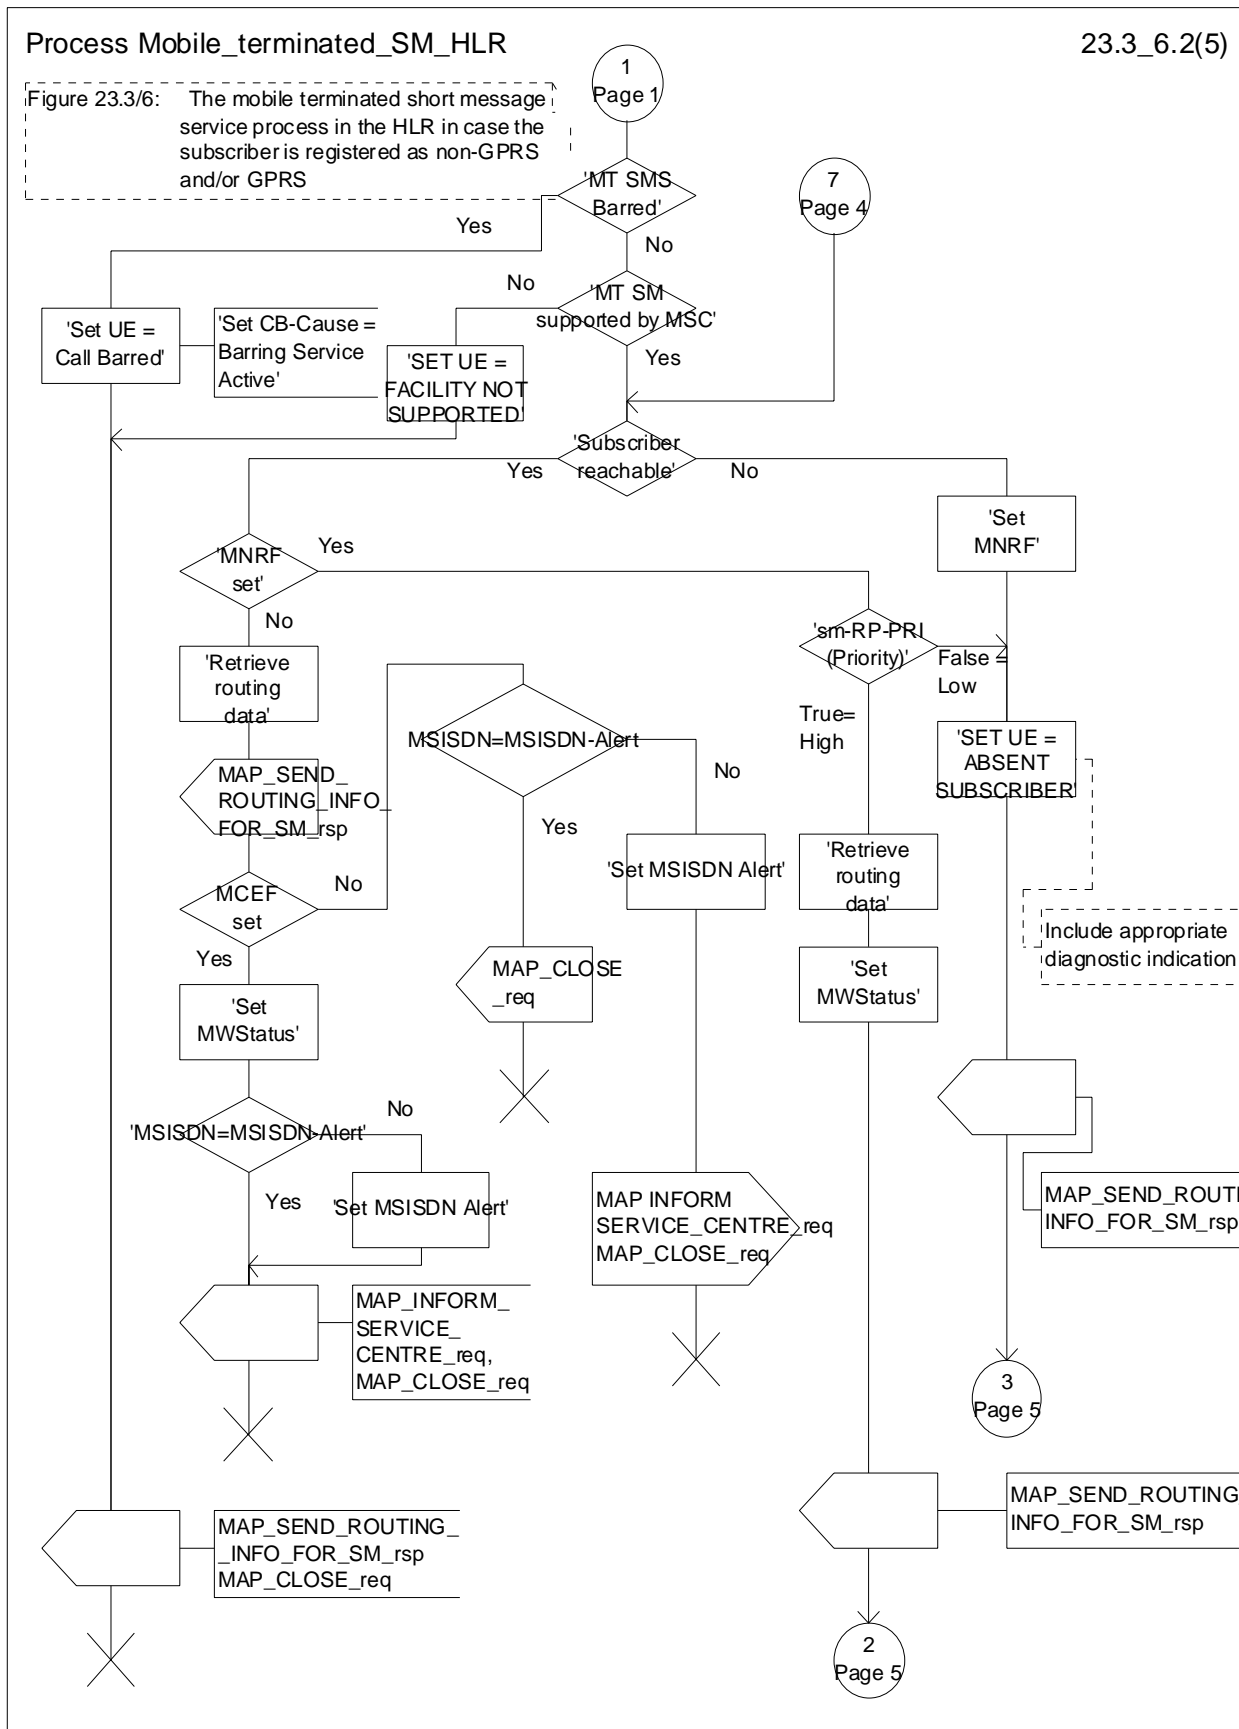 Process Mobile_terminated_SM_HLR
23.3_6.2(5)
1
Page 1
Figure 23.3/6: The mobile terminated short message
service process in the HLR in case the
subscriber is registered as non-GPRS
and/or GPRS
'MT SMS
Barred'
7
Page 4
Yes
No
No
'MT SM
supported by MSC'
'Set UE =
Call Barred'
'Set CB-Cause =
Barring Service
Active'
'SET UE =
FACILITY NOT
SUPPORTED'
Yes
'Subscriber
reachable'
Yes
No
'Set
MNRF'
'MNRF
set'
Yes
No
'sm-RP-PRI
(Priority)'
False =
Low
True=
High
'Retrieve
routing
data'
MSISDN=MSISDN-Alert
No
Yes
'SET UE =
ABSENT
SUBSCRIBER'
MAP_SEND_
ROUTING_INFO_
FOR_SM_rsp
'Set MSISDN Alert'
'Retrieve
routing
data'
MCEF
set
No
Yes
Include appropriate
diagnostic indication
MAP_CLOSE
_req
'Set
MWStatus'
'Set
MWStatus'
'MSISDN=MSISDN-Alert'
No
Yes
'Set MSISDN Alert'
MAP INFORM
SERVICE_CENTRE_req
MAP_CLOSE_req
MAP_SEND_ROUTI
INFO_FOR_SM_rsp
MAP_INFORM_
SERVICE_
CENTRE_req,
MAP_CLOSE_req
3
Page 5
MAP_SEND_ROUTING_
_INFO_FOR_SM_rsp
MAP_CLOSE_req
MAP_SEND_ROUTING
INFO_FOR_SM_rsp
2
Page 5